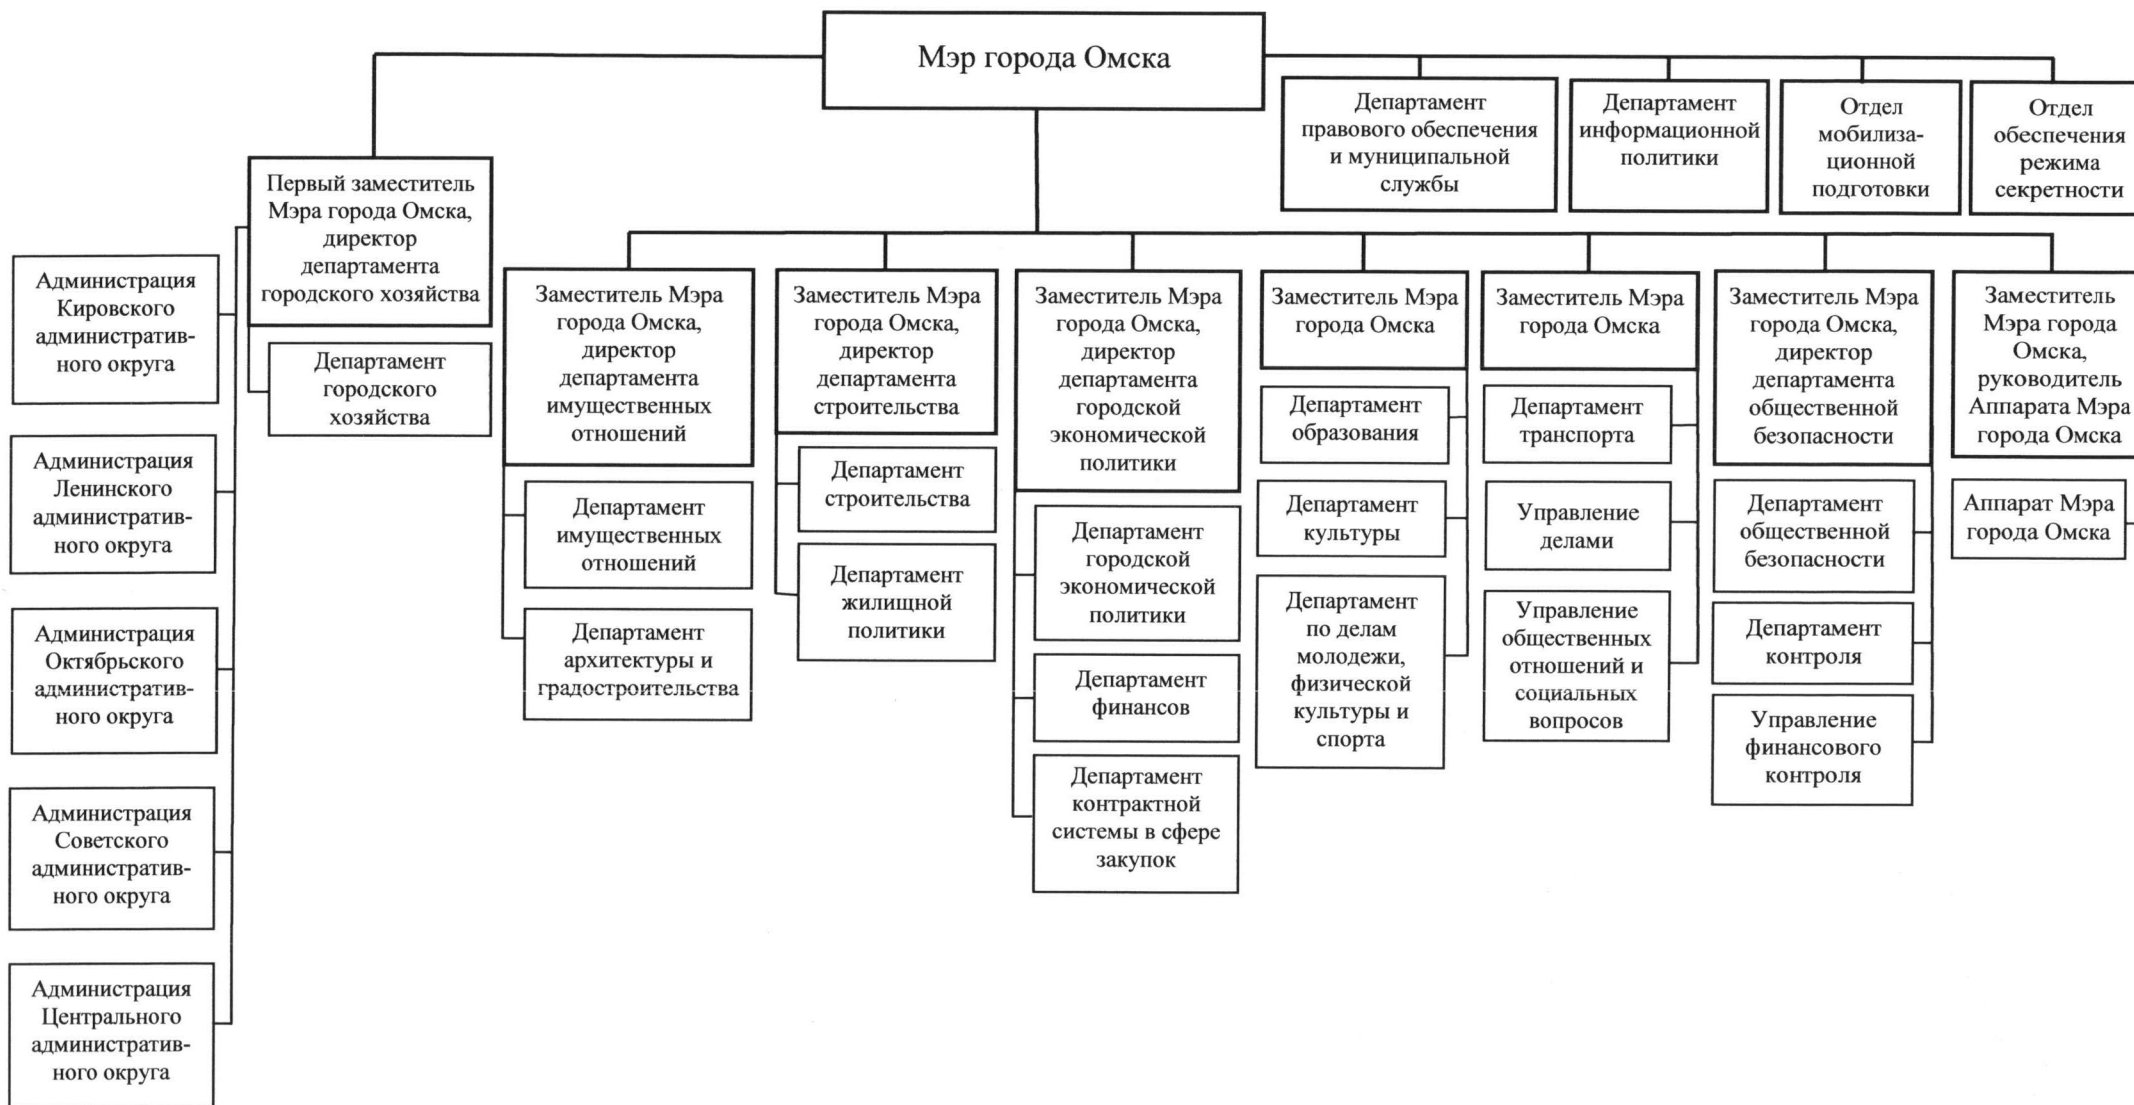 Мэр города Омска
Департамент
правового обеспечения
и муниципальной
службы
Департамент
информационной
политики
Отдел
мобилиза-
ционной
подготовки
Отдел
обеспечения
режима
секретности
Первый заместитель
Мэра города Омска,
директор
департамента
городского хозяйства
Департамент
городского
хозяйства
Администрация
Кировского
административ-
ного округа
Администрация
Ленинского
административ-
ного округа
Администрация
Октябрьского
административ-
ного округа
Администрация
Советского
административ-
ного округа
Администрация
Центрального
административ-
ного округа
Заместитель Мэра
города Омска,
директор
департамента
имущественных
отношений
Департамент
имущественных
отношений
Департамент
архитектуры и
градостроительства
Заместитель Мэра
города Омска,
директор
департамента
строительства
Департамент
строительства
Департамент
жилищной
политики
Заместитель Мэра
города Омска,
директор
департамента
городской
экономической
политики
Департамент
городской
экономической
политики
Департамент
финансов
Департамент
контрактной
системы в сфере
закупок
Заместитель Мэра
города Омска
Департамент
образования
Департамент
культуры
Департамент
по делам
молодежи,
физической
культуры и
спорта
Заместитель Мэра
города Омска
Департамент
транспорта
Управление
делами
Управление
общественных
отношений и
социальных
вопросов
Заместитель Мэра
города Омска,
директор
департамента
общественной
безопасности
Департамент
общественной
безопасности
Департамент
контроля
Управление
финансового
контроля
Заместитель
Мэра города
Омска,
руководитель
Аппарата Мэра
города Омска
Аппарат Мэра
города Омска